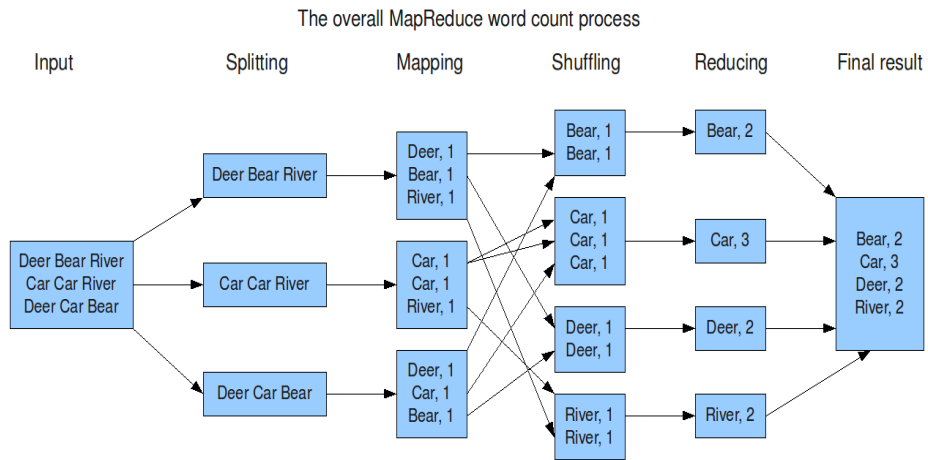 The overall MapReduce word count process
Input
Splitting
Mapping
Shuffling
Reducing
Final result
Deer Bear River
Car Car River
Deer Car Bear
Deer Bear River
Car Car River
Deer Car Bear
Deer, 1
Bear, 1
River, 1
Car, 1
Car, 1
River, 1
Deer, 1
Car, 1
Bear, 1
Bear, 1
Bear, 1
Car, 1
Car, 1
Car, 1
Deer, 1
Deer, 1
River, 1
River, 1
Bear, 2
Car, 3
Deer, 2
River, 2
Bear, 2
Car, 3
Deer, 2
River, 2